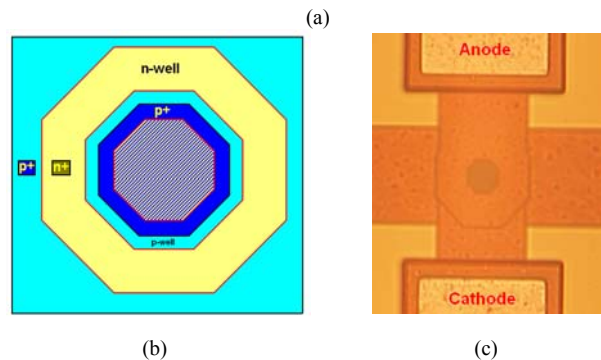 (a)
n-well
p+
p+
n+
p-well
Anode
Cathode
(b)
(c)